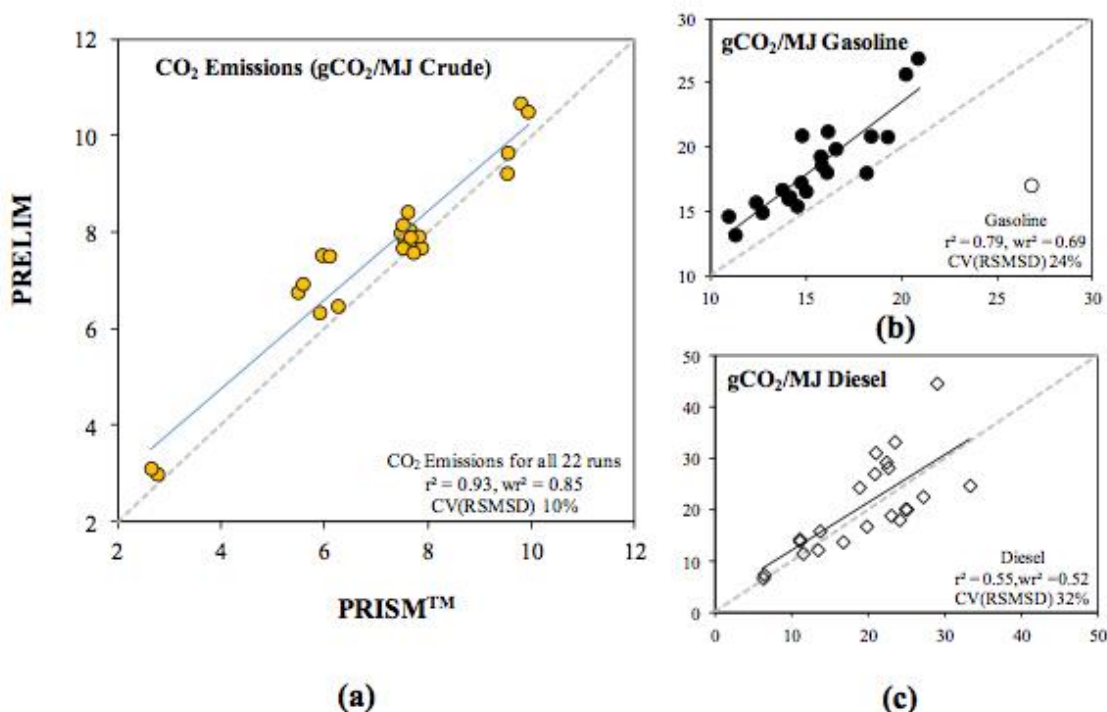 12
10
8
6
4
2
2
4
6
8
10
12
CO₂ Emissions (gCO₂/MJ Crude)
CO₂ Emissions for all 22 runs
r² = 0.93, wr² = 0.85
CV(RSMSD) 10%
PRELIM
PRISM™
(a)
30
25
20
15
10
10
15
20
25
30
gCO₂/MJ Gasoline
Gasoline
r² = 0.79, wr² = 0.69
CV(RSMSD) 24%
(b)
50
40
30
20
10
0
0
10
20
30
40
50
gCO₂/MJ Diesel
Diesel
r² = 0.55,wr² =0.52
CV(RSMSD) 32%
(c)